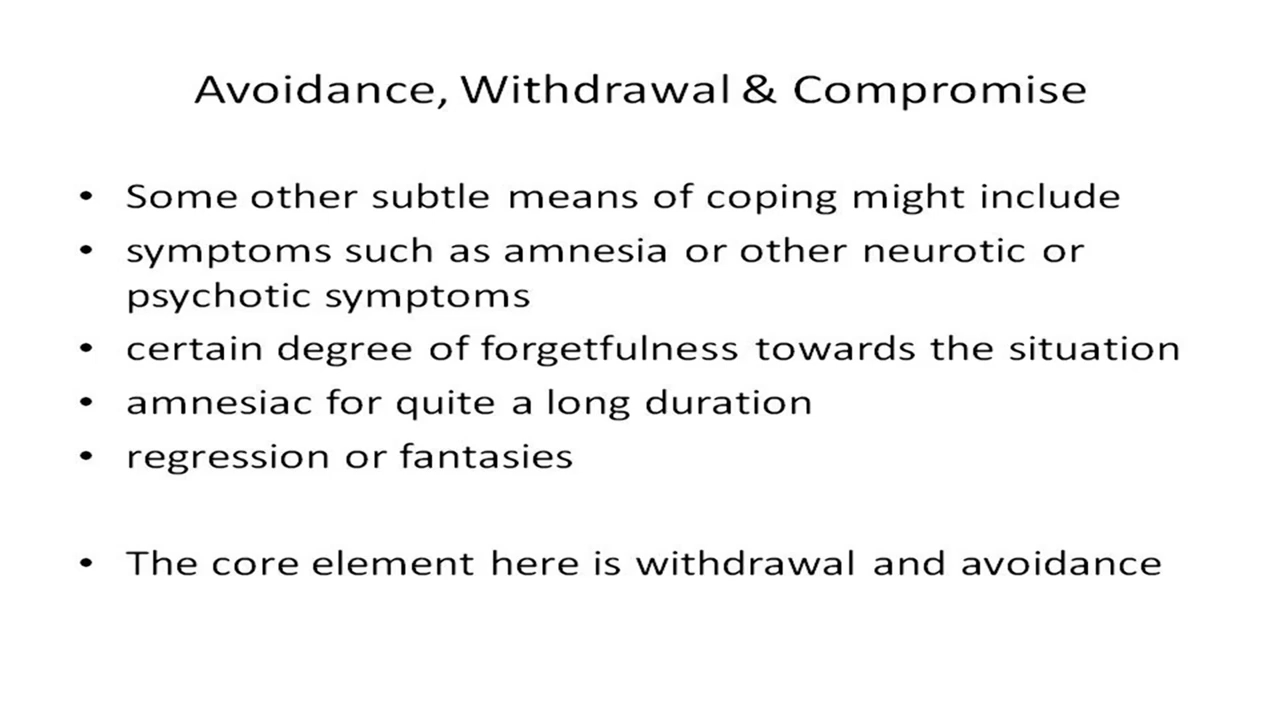 Avoidance, Withdrawal & Compromise
• Some other subtle means of coping might include
• symptoms such as amnesia or other neurotic or
psychotic symptoms
• certain degree of forgetfulness towards the situation
• amnesiac for quite a long duration
• regression or fantasies
• The core element here is withdrawal and avoidance